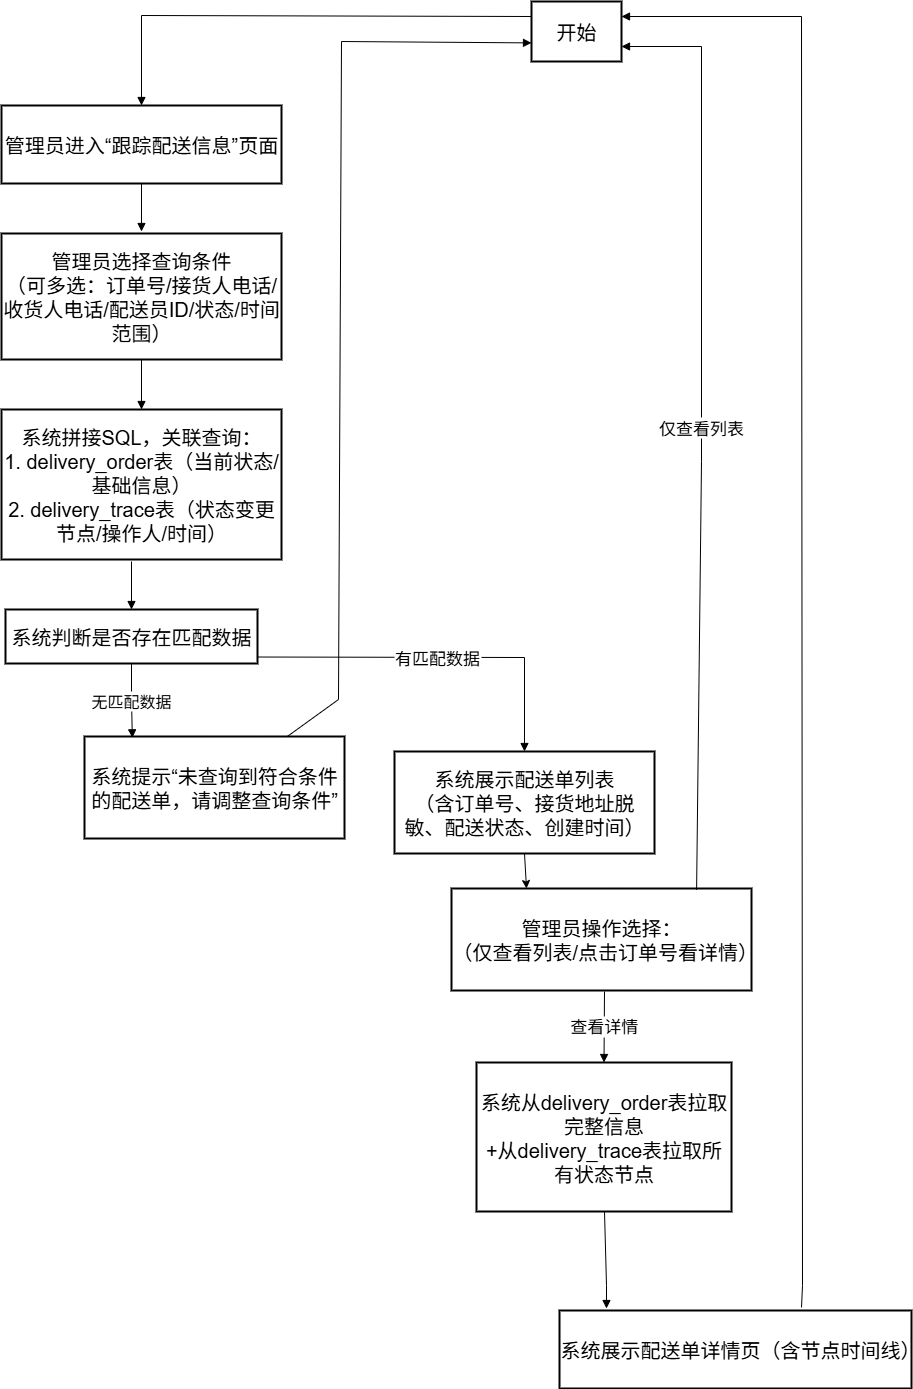 开始
管理员进入“跟踪配送信息”页面
管理员选择查询条件
（可多选：订单号/接货人电话/
收货人电话/配送员ID/状态/时间
范围）
系统拼接SQL，关联查询：
1. delivery_order表（当前状态/
基础信息）
2. delivery_trace表（状态变更
节点/操作人/时间）
系统判断是否存在匹配数据
无匹配数据
系统提示“未查询到符合条件
的配送单，请调整查询条件”
有匹配数据
系统展示配送单列表
（含订单号、接货地址脱
敏、配送状态、创建时间）
管理员操作选择：
（仅查看列表/点击订单号看详情）
仅查看列表
查看详情
系统从delivery_order表拉取
完整信息
+从delivery_trace表拉取所
有状态节点
系统展示配送单详情页（含节点时间线）